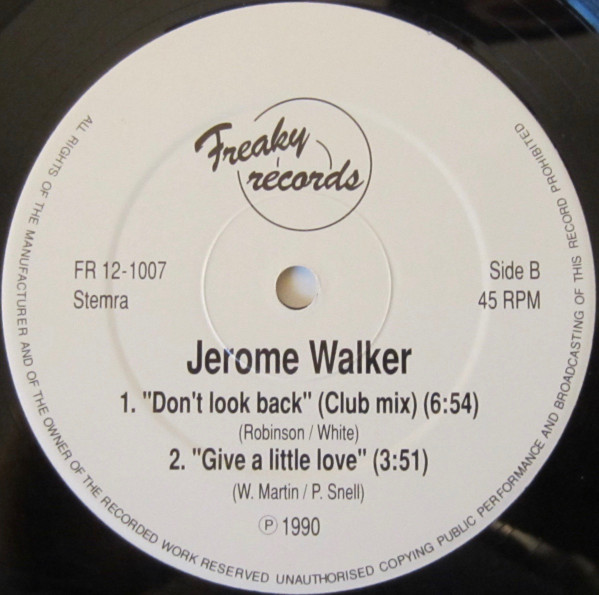 Freaky
records
FR 12-1007
Stemra
Side B
45 RPM
Jerome Walker
1. "Don't look back" (Club mix) (6:54)
(Robinson / White)
2. "Give a little love" (3:51)
(W. Martin / P. Snell)
℗ 1990
ALL RIGHTS OF THE MANUFACTURER AND OF THE OWNER OF THE RECORDED WORK RESERVED UNAUTHORISED COPYING PUBLIC PERFORMANCE AND BROADCASTING OF THIS RECORD PROHIBITED